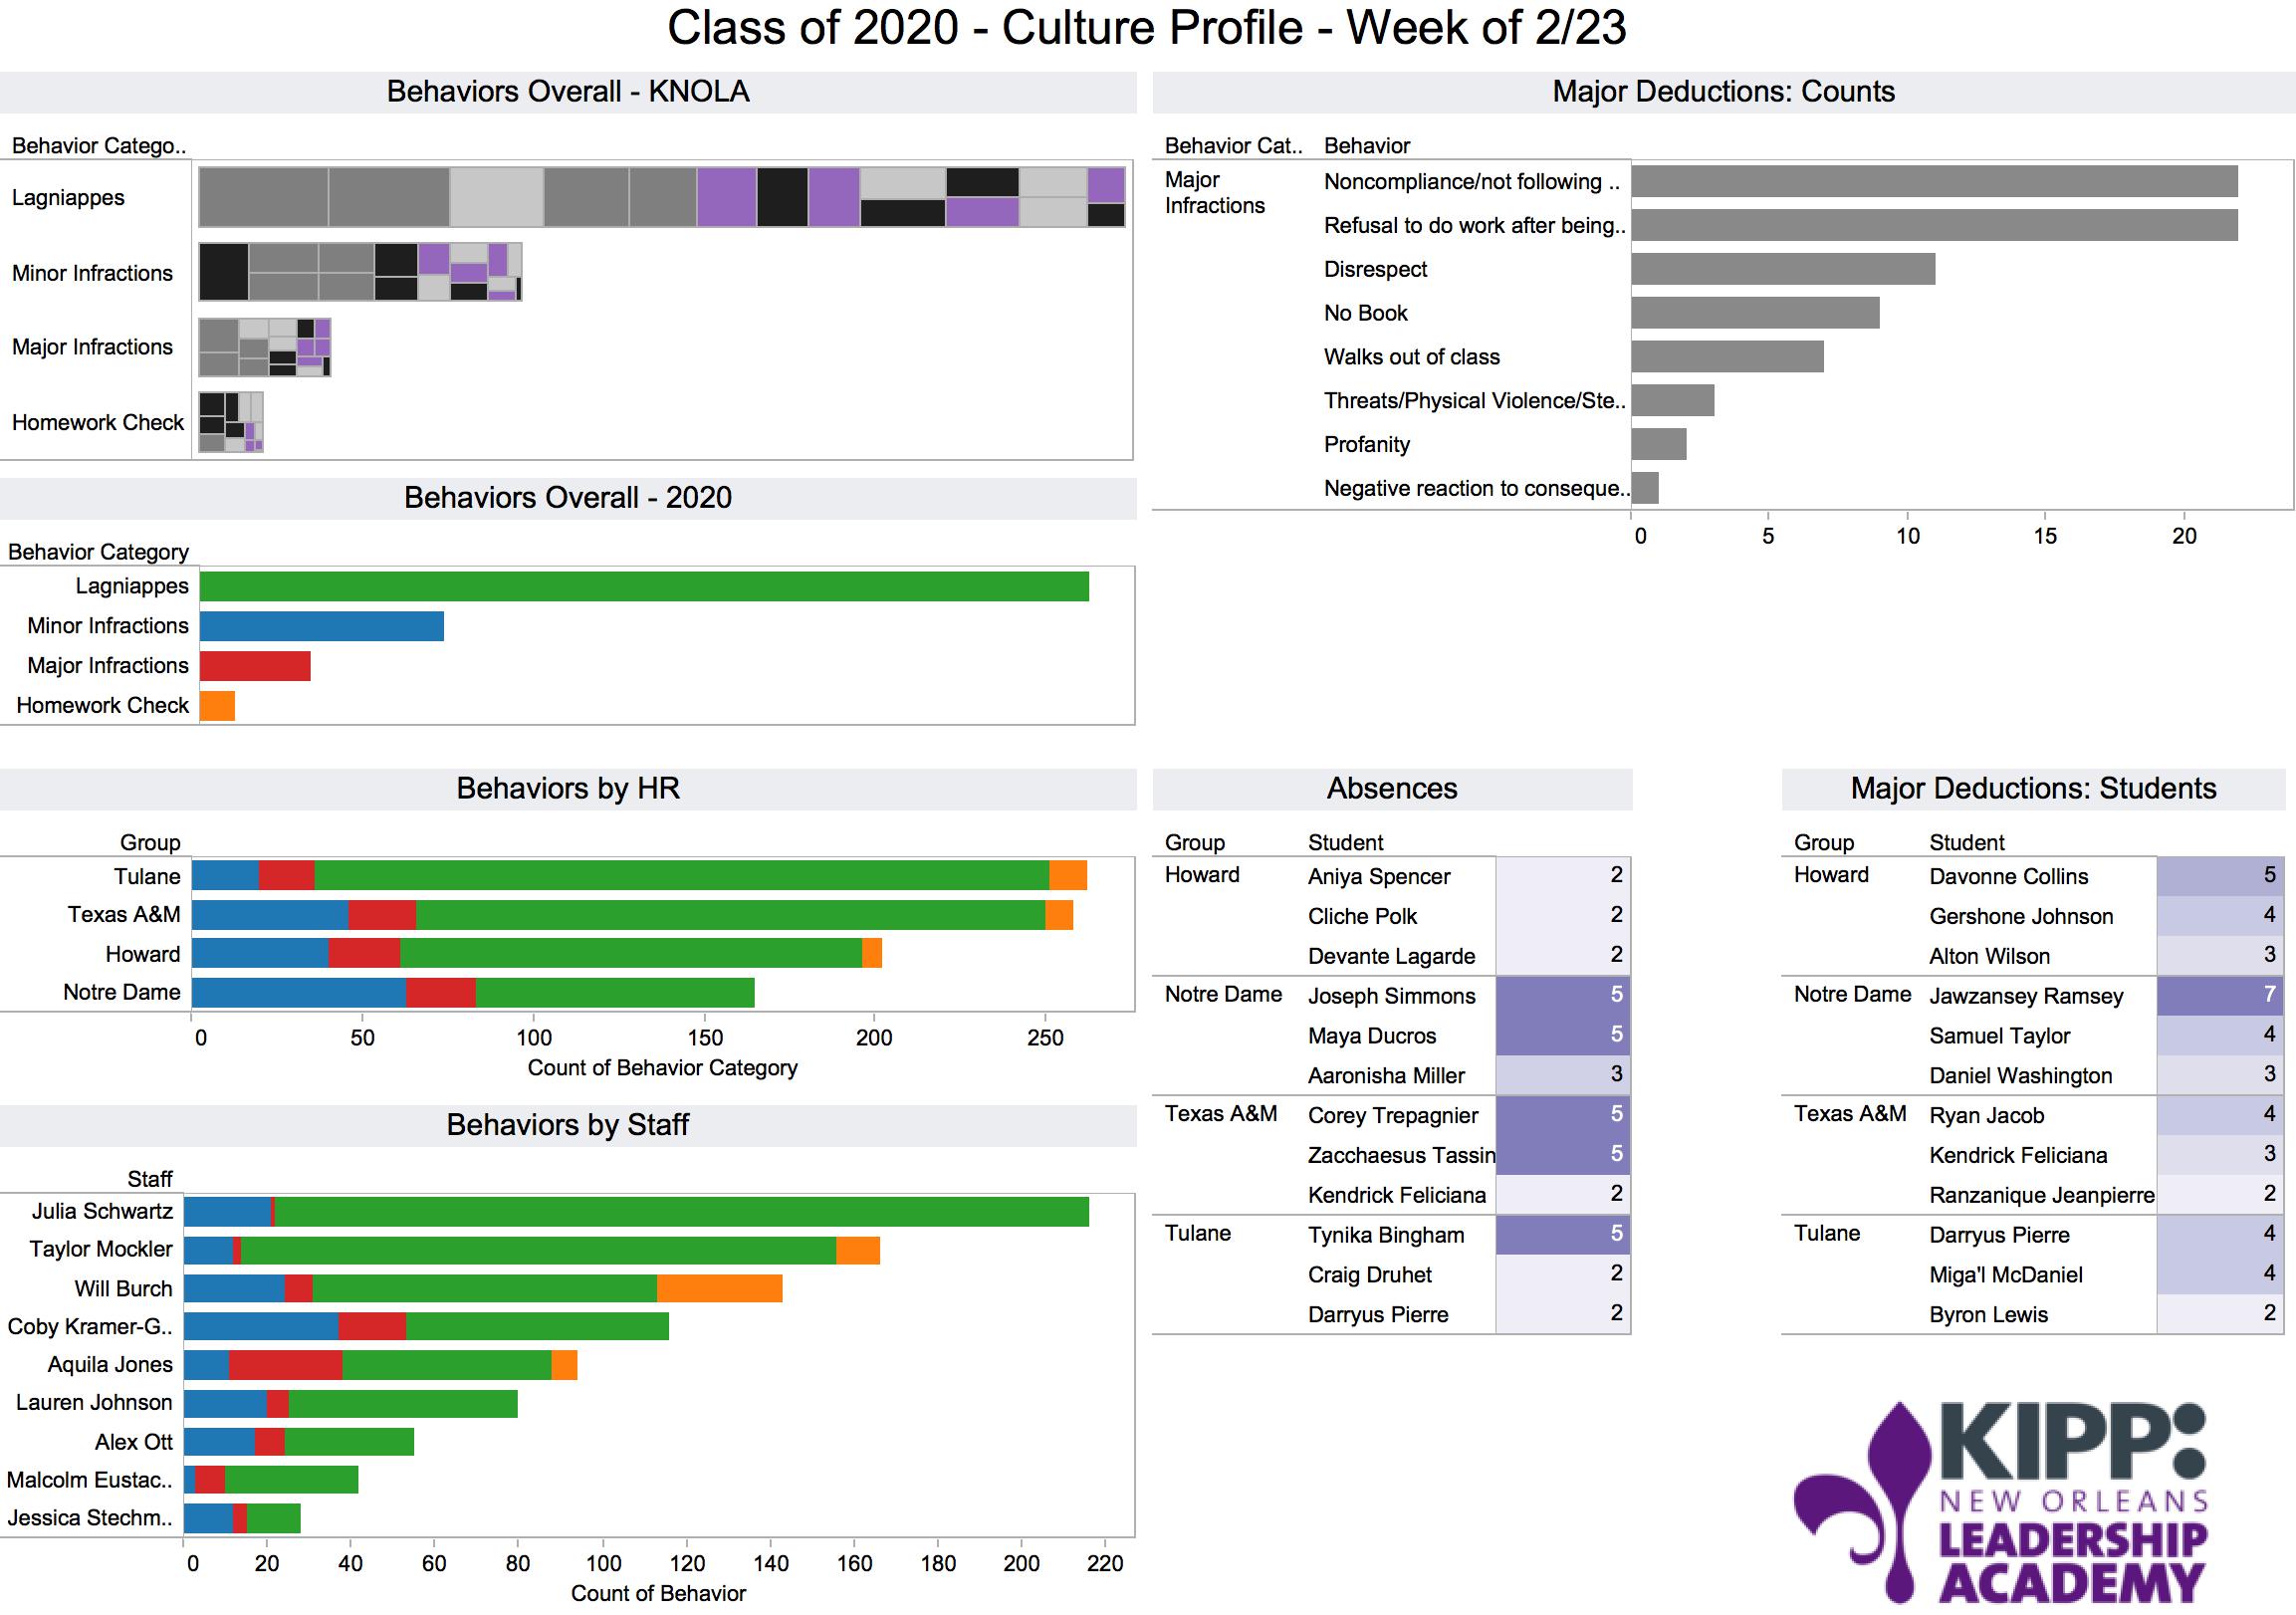 Class of 2020 - Culture Profile - Week of 2/23
Behaviors Overall - KNOLA
Behavior Catego..
Lagniappes
Minor Infractions
Major Infractions
Homework Check
Major Deductions: Counts
Behavior Cat.. Behavior
Major
Infractions
Noncompliance/not following ..
Refusal to do work after being..
Disrespect
No Book
Walks out of class
Threats/Physical Violence/Ste..
Profanity
Negative reaction to conseque..
0 5 10 15 20
Behaviors Overall - 2020
Behavior Category
Lagniappes
Minor Infractions
Major Infractions
Homework Check
Behaviors by HR
Group
Tulane
Texas A&M
Howard
Notre Dame
0 50 100 150 200 250
Count of Behavior Category
Behaviors by Staff
Staff
Julia Schwartz
Taylor Mockler
Will Burch
Coby Kramer-G..
Aquila Jones
Lauren Johnson
Alex Ott
Malcolm Eustac..
Jessica Stechm..
0 20 40 60 80 100 120 140 160 180 200 220
Count of Behavior
Absences
Group Student
Howard Aniya Spencer 2
Cliche Polk 2
Devante Lagarde 2
Notre Dame Joseph Simmons 5
Maya Ducros 5
Aaronisha Miller 3
Texas A&M Corey Trepagnier 5
Zacchaesus Tassin 5
Kendrick Feliciana 2
Tulane Tynika Bingham 5
Craig Druhet 2
Darryus Pierre 2
Major Deductions: Students
Group Student
Howard Davonne Collins 5
Gershone Johnson 4
Alton Wilson 3
Notre Dame Jawzansey Ramsey 7
Samuel Taylor 4
Daniel Washington 3
Texas A&M Ryan Jacob 4
Kendrick Feliciana 3
Ranzanique Jeanpierre 2
Tulane Darryus Pierre 4
Miga'l McDaniel 4
Byron Lewis 2
KIPP:
NEW ORLEANS
LEADERSHIP
ACADEMY